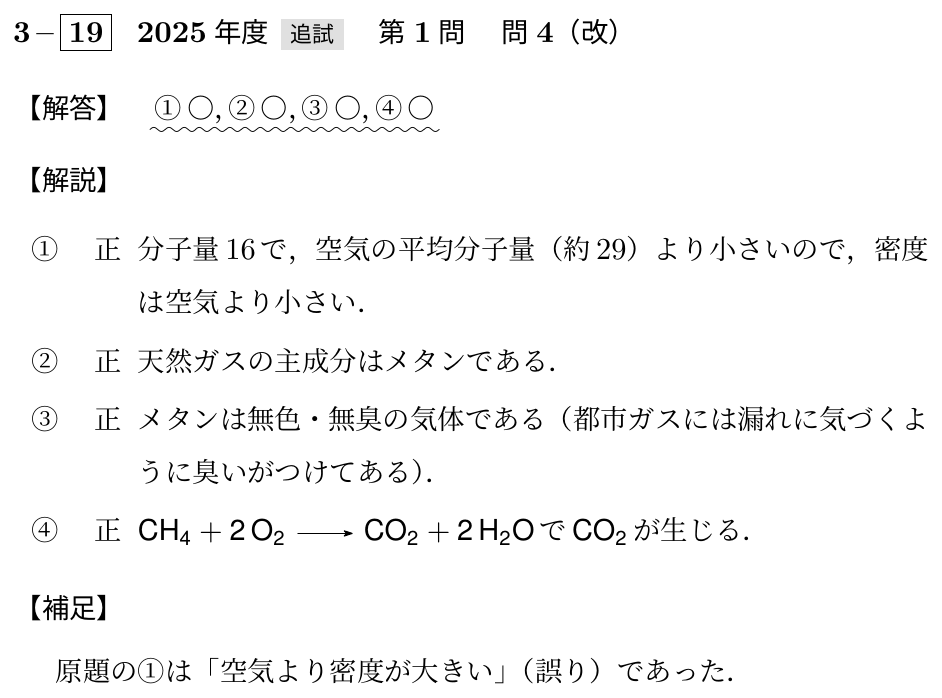 3–19 2025 年度 追試 第 1 問 問 4（改）
【解答】 ①○, ②○, ③○, ④○
【解説】
① 正 分子量 16 で，空気の平均分子量（約 29）より小さいので，密度
は空気より小さい．
② 正 天然ガスの主成分はメタンである．
③ 正 メタンは無色・無臭の気体である（都市ガスには漏れに気づくよ
うに臭いがつけてある）．
④ 正 CH₄ + 2 O₂ ⟶ CO₂ + 2 H₂O で CO₂ が生じる．
【補足】
原題の①は「空気より密度が大きい」（誤り）であった．